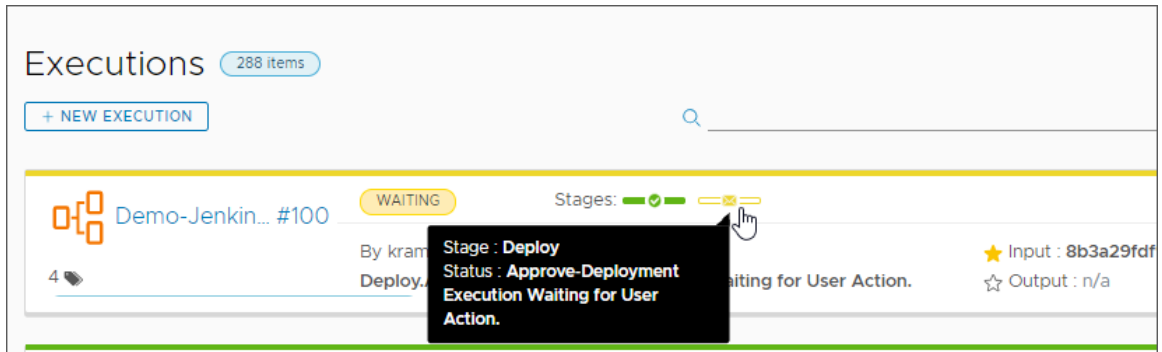 Executions 288 items
+ NEW EXECUTION
WAITING Stages:
Demo-Jenkin... #100
By kram
Input : 8b3a29fdf
4
Deploy.
aiting for User Action.
Output : n/a
Stage : Deploy
Status : Approve-Deployment
Execution Waiting for User
Action.